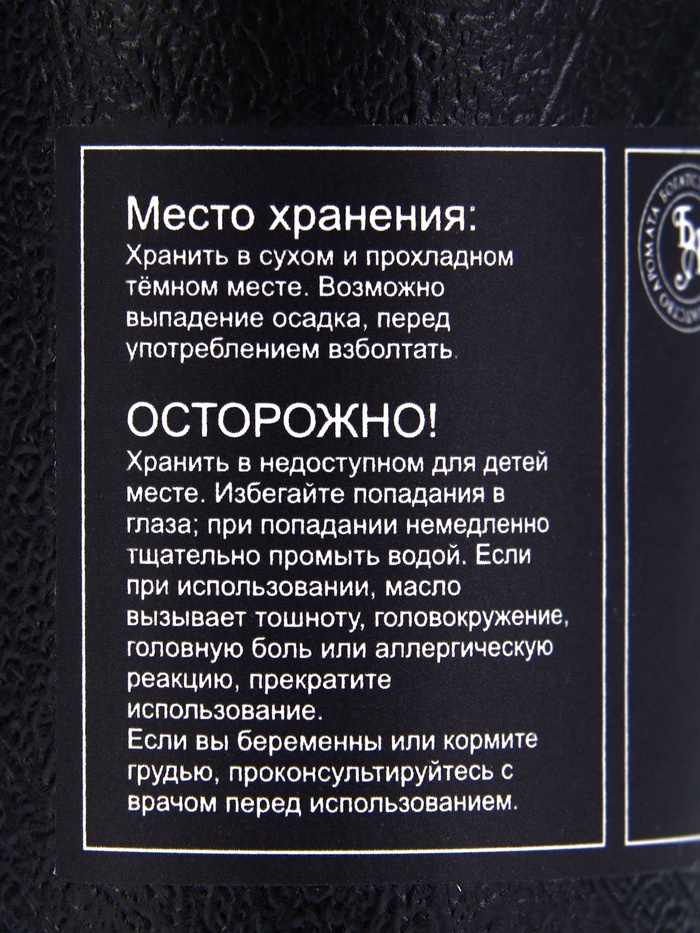 Место хранения:
Хранить в сухом и прохладном
тёмном месте. Возможно
выпадение осадка, перед
употреблением взболтать.
ОСТОРОЖНО!
Хранить в недоступном для детей
месте. Избегайте попадания в
глаза; при попадании немедленно
тщательно промыть водой. Если
при использовании, масло
вызывает тошноту, головокружение,
головную боль или аллергическую
реакцию, прекратите
использование.
Если вы беременны или кормите
грудью, проконсультируйтесь с
врачом перед использованием.
АРОМАТА